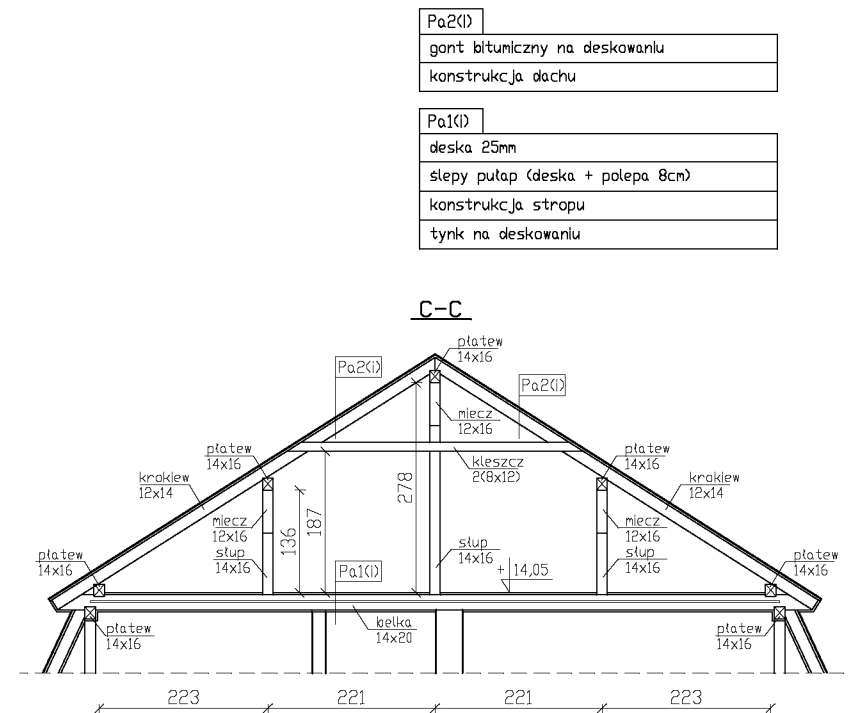 Pa2(i)
gont bitumiczny na deskowaniu
konstrukcja dachu
Pa1(i)
deska 25mm
ślepy pułap (deska + polepa 8cm)
konstrukcja stropu
tynk na deskowaniu
C-C
płatew
14x16
Pa2(i)
Pa2(i)
miecz
12x16
płatew
14x16
kleszcz
2(8x12)
płatew
14x16
krokiew
12x14
krokiew
12x14
278
187
136
miecz
12x16
miecz
12x16
słup
14x16
słup
14x16
słup
14x16
płatew
14x16
płatew
14x16
Pa1(i)
+ 14,05
belka
14x20
płatew
14x16
płatew
14x16
223
221
221
223